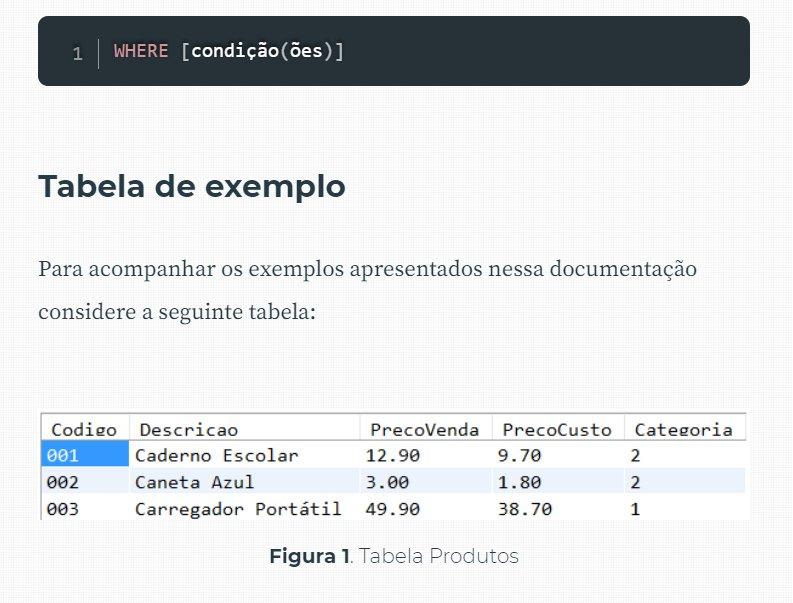 1 WHERE [condição(ões)]
Tabela de exemplo
Para acompanhar os exemplos apresentados nessa documentação
considere a seguinte tabela:
Codigo Descricao PrecoVenda PrecoCusto Categoria
001 Caderno Escolar 12.90 9.70 2
002 Caneta Azul 3.00 1.80 2
003 Carregador Portátil 49.90 38.70 1
Figura 1. Tabela Produtos